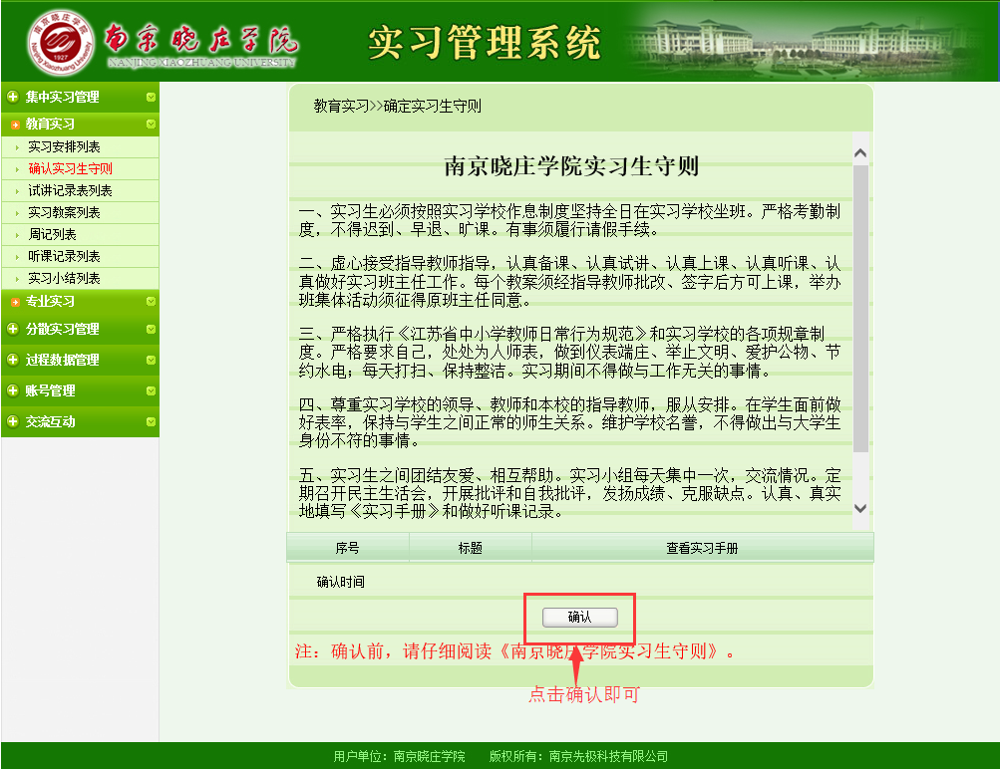 南京晓庄学院
NANJING XIAOZHUANG UNIVERSITY
1927
实习管理系统
集中实习管理
教育实习
实习安排列表
确认实习生守则
试讲记录表列表
实习教案列表
周记列表
听课记录列表
实习小结列表
专业实习
分散实习管理
过程数据管理
账号管理
交流互动
教育实习>>确定实习生守则
南京晓庄学院实习生守则
一、实习生必须按照实习学校作息制度坚持全日在实习学校坐班。严格考勤制
度，不得迟到、早退、旷课。有事须履行请假手续。
二、虚心接受指导教师指导，认真备课、认真试讲、认真上课、认真听课、认
真做好实习班主任工作。每个教案须经指导教师批改、签字后方可上课，举办
班集体活动须征得原班主任同意。
三、严格执行《江苏省中小学教师日常行为规范》和实习学校的各项规章制
度。严格要求自己，处处为人师表，做到仪表端庄、举止文明、爱护公物、节
约水电；每天打扫、保持整洁。实习期间不得做与工作无关的事情。
四、尊重实习学校的领导、教师和本校的指导教师，服从安排。在学生面前做
好表率，保持与学生之间正常的师生关系。维护学校名誉，不得做出与大学生
身份不符的事情。
五、实习生之间团结友爱、相互帮助。实习小组每天集中一次，交流情况。定
期召开民主生活会，开展批评和自我批评，发扬成绩、克服缺点。认真、真实
地填写《实习手册》和做好听课记录。
序号 标题 查看实习手册
确认时间
确认
注：确认前，请仔细阅读《南京晓庄学院实习生守则》。
点击确认即可
用户单位：南京晓庄学院 版权所有：南京先极科技有限公司